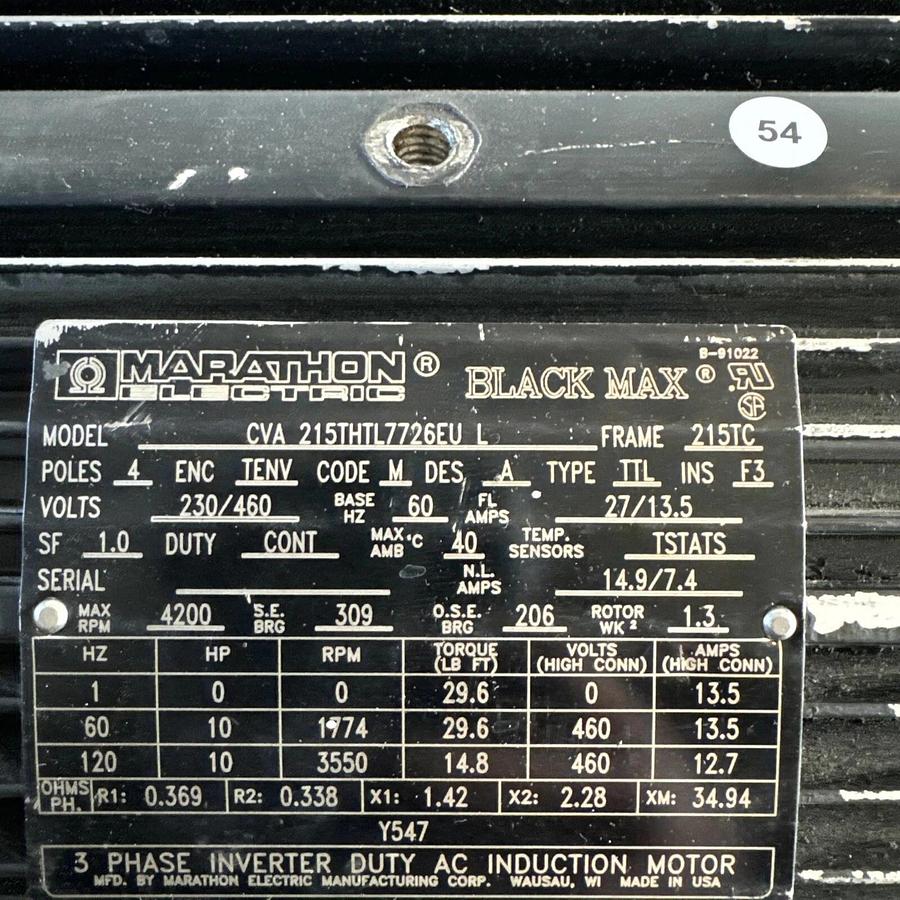 54
B-91022
MARATHON ® BLACK MAX ®
ELECTRIC
MODEL CVA 215THTL7726EU L FRAME 215TC
POLES 4 ENC TENV CODE M DES A TYPE TTL INS F3
VOLTS 230/460 BASE HZ 60 FL AMPS 27/13.5
SF 1.0 DUTY CONT MAX °C AMB 40 TEMP. SENSORS TSTATS
SERIAL N.L. AMPS 14.9/7.4
MAX RPM 4200 S.E. BRG 309 O.S.E. BRG 206 ROTOR WK² 1.3
HZ HP RPM TORQUE (LB FT) VOLTS (HIGH CONN) AMPS (HIGH CONN)
1 0 0 29.6 0 13.5
60 10 1774 29.6 460 13.5
120 10 3550 14.8 460 12.7
OHMS PH. R1: 0.369 R2: 0.338 X1: 1.42 X2: 2.28 XM: 34.94
Y547
3 PHASE INVERTER DUTY AC INDUCTION MOTOR
MFD. BY MARATHON ELECTRIC MANUFACTURING CORP. WAUSAU, WI MADE IN USA